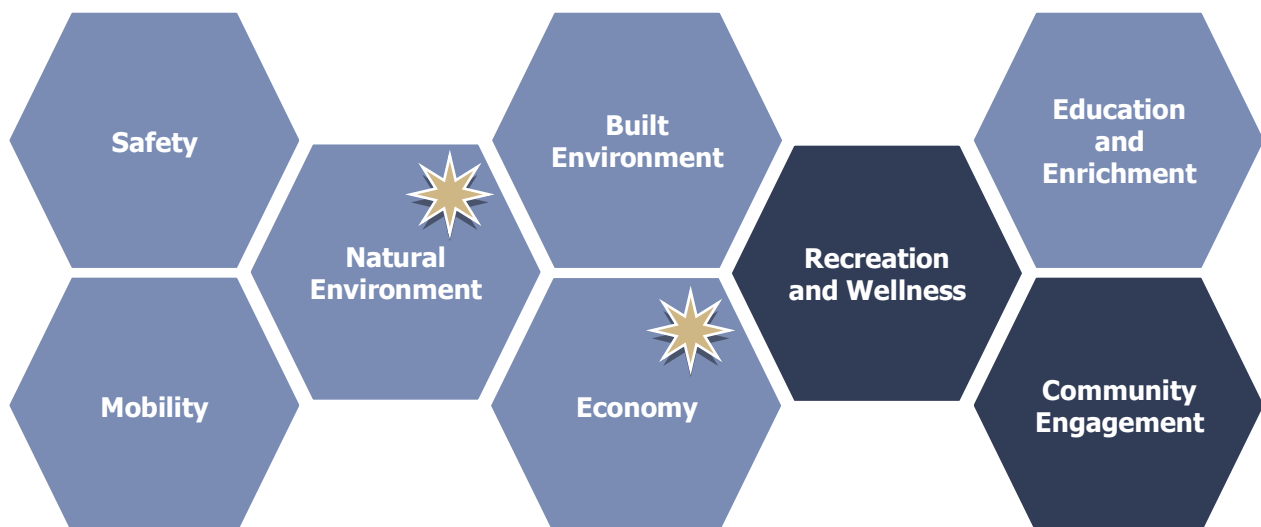 Safety
Mobility
Natural
Environment
Built
Environment
Economy
Recreation
and Wellness
Education
and
Enrichment
Community
Engagement